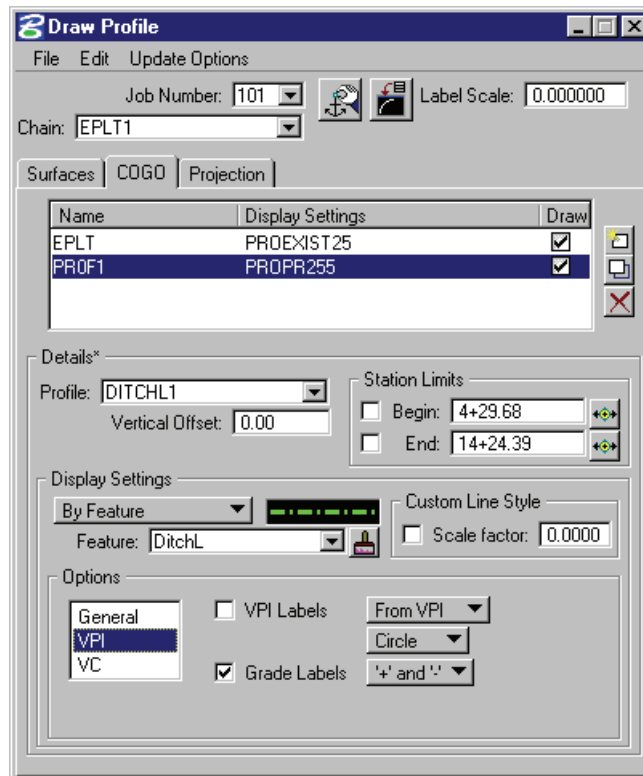 Draw Profile
File Edit Update Options
Job Number: 101 Label Scale: 0.000000
Chain: EPLT1
Surfaces COGO Projection
Name Display Settings Draw
EPLT PROEXIST25
PROF1 PROPR255
Details*
Profile: DITCHL1
Vertical Offset: 0.00
Station Limits
Begin: 4+29.68
End: 14+24.39
Display Settings
By Feature
Feature: DitchL
Custom Line Style
Scale factor: 0.0000
Options
General
VPI
VC
VPI Labels From VPI
Circle
Grade Labels '+' and '-'